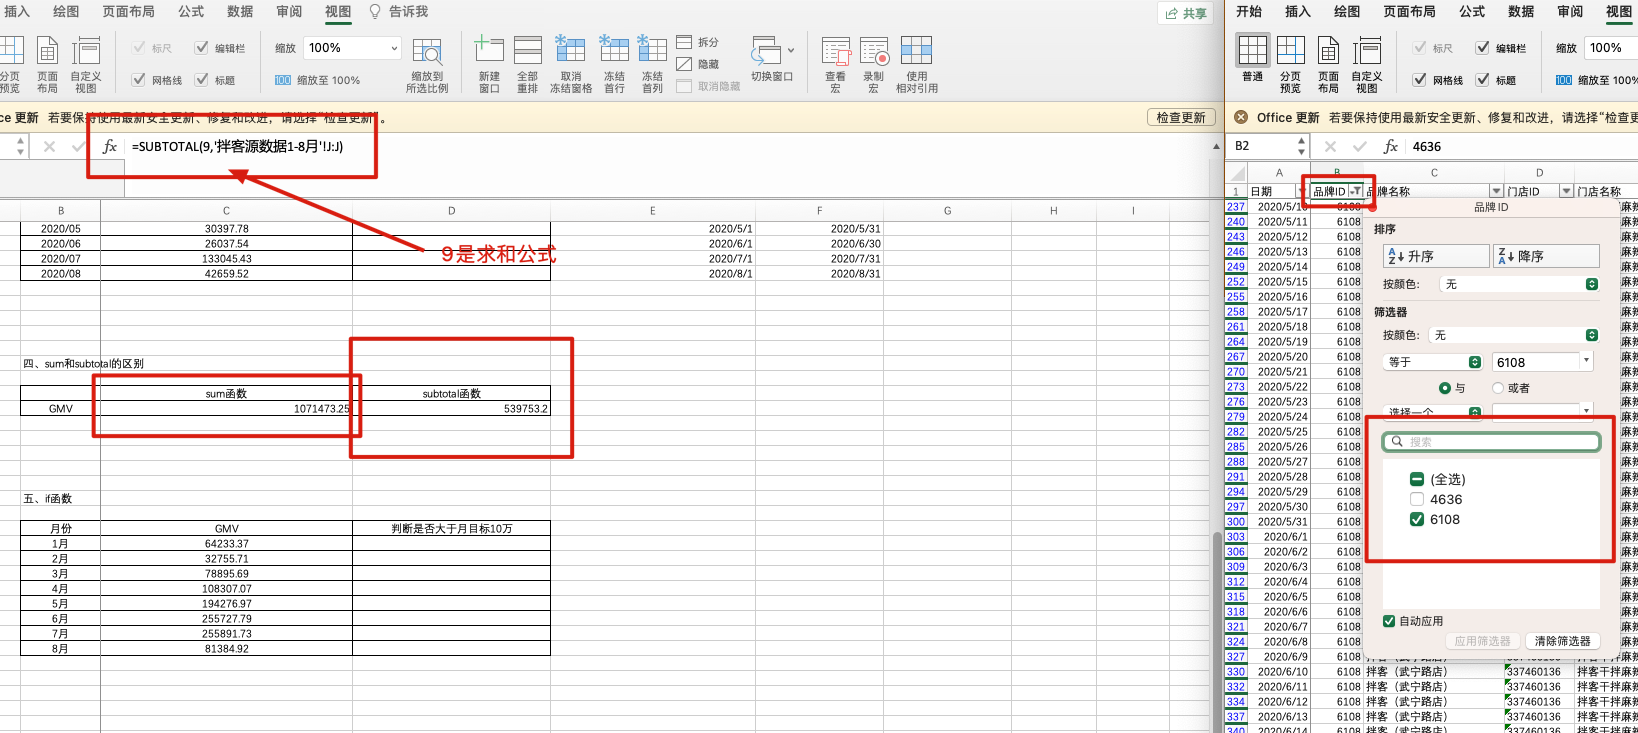 插入 绘图 页面布局 公式 数据 审阅 视图 告诉我 共享
标尺 编辑栏 缩放 100% 拆分
网格线 标题 100 缩放至 100% 隐藏
取消隐藏
分页预览 页面布局 自定义视图 缩放到所选比例 新建窗口 全部重排 取消冻结窗格 冻结首行 冻结首列 切换窗口 查看宏 录制宏 使用相对引用
ce 更新 若要保持使用最新安全更新、修复和改进，请选择“检查更新”。 检查更新
fx =SUBTOTAL(9,'拌客源数据1-8月'!J:J)
B C D E F G H I
2020/05 30397.78 2020/5/1 2020/5/31
2020/06 26037.54 2020/6/1 2020/6/30
2020/07 133045.43 2020/7/1 2020/7/31
2020/08 42659.52 2020/8/1 2020/8/31
9是求和公式
四、sum和subtotal的区别
sum函数 subtotal函数
GMV 1071473.25 539753.2
五、if函数
月份 GMV 判断是否大于月目标10万
1月 64233.37
2月 32755.71
3月 78895.69
4月 108307.07
5月 194276.97
6月 255727.79
7月 255891.73
8月 81384.92
开始 插入 绘图 页面布局 公式 数据 审阅 视图
普通 分页预览 页面布局 自定义视图
标尺 编辑栏 缩放 100%
网格线 标题 100 缩放至 100%
Office 更新 若要保持使用最新安全更新、修复和改进，请选择“检查更
B2 fx 4636
A B C D
1 日期 品牌ID 品牌名称 门店ID 门店名称
237 2020/5/10 6108
240 2020/5/11 6108
243 2020/5/12 6108
246 2020/5/13 6108
249 2020/5/14 6108
252 2020/5/15 6108
255 2020/5/16 6108
258 2020/5/17 6108
261 2020/5/18 6108
264 2020/5/19 6108
267 2020/5/20 6108
270 2020/5/21 6108
273 2020/5/22 6108
276 2020/5/23 6108
279 2020/5/24 6108
282 2020/5/25 6108
285 2020/5/26 6108
288 2020/5/27 6108
291 2020/5/28 6108
294 2020/5/29 6108
297 2020/5/30 6108
300 2020/5/31 6108
303 2020/6/1 6108
306 2020/6/2 6108
309 2020/6/3 6108
312 2020/6/4 6108
315 2020/6/5 6108
318 2020/6/6 6108
321 2020/6/7 6108
324 2020/6/8 6108
327 2020/6/9 6108
330 2020/6/10 6108 拌客（武宁路店） 337460136 拌客干拌麻辣
332 2020/6/11 6108 拌客（武宁路店） 337460136 拌客干拌麻辣
334 2020/6/12 6108 拌客（武宁路店） 337460136 拌客干拌麻辣
337 2020/6/13 6108 拌客（武宁路店） 337460136 拌客干拌麻辣
340 2020/6/14 6108 拌客（武宁路店） 337460136 拌客干拌麻辣
品牌ID
排序
升序 降序
按颜色: 无
筛选器
按颜色: 无
等于 6108
与 或者
选择一个
搜索
(全选)
4636
6108
自动应用
应用筛选器 清除筛选器